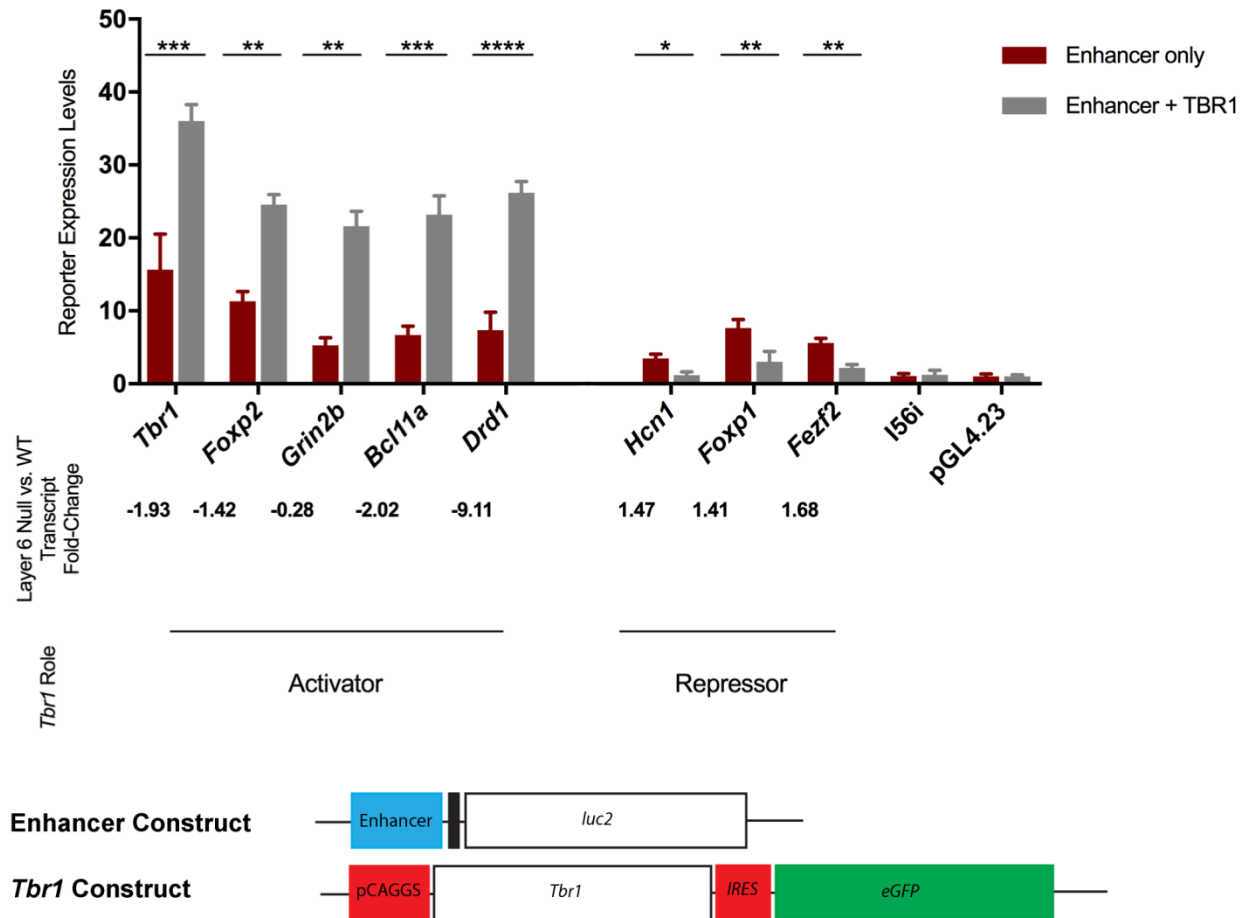 50
40
30
20
10
0
Reporter Expression Levels
*** ** ** *** **** * ** **
Enhancer only
Enhancer + TBR1
Tbr1 Foxp2 Grin2b Bcl11a Drd1 Hcn1 Foxp1 Fezf2 I56i pGL4.23
Layer 6 Null vs. WT
Transcript
Fold-Change
-1.93 -1.42 -0.28 -2.02 -9.11 1.47 1.41 1.68
Tbr1 Role
Activator Repressor
Enhancer Construct
Enhancer luc2
Tbr1 Construct
pCAGGS Tbr1 IRES eGFP